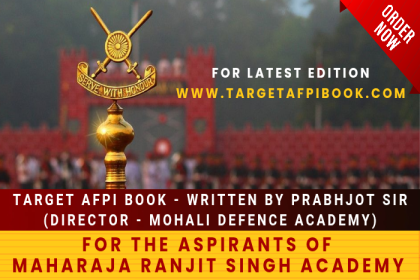 ORDER
NOW
SERVE WITH HONOUR
FOR LATEST EDITION
WWW.TARGETAFPIBOOK.COM
TARGET AFPI BOOK - WRITTEN BY PRABHJOT SIR
(DIRECTOR - MOHALI DEFENCE ACADEMY)
FOR THE ASPIRANTS OF
MAHARAJA RANJIT SINGH ACADEMY